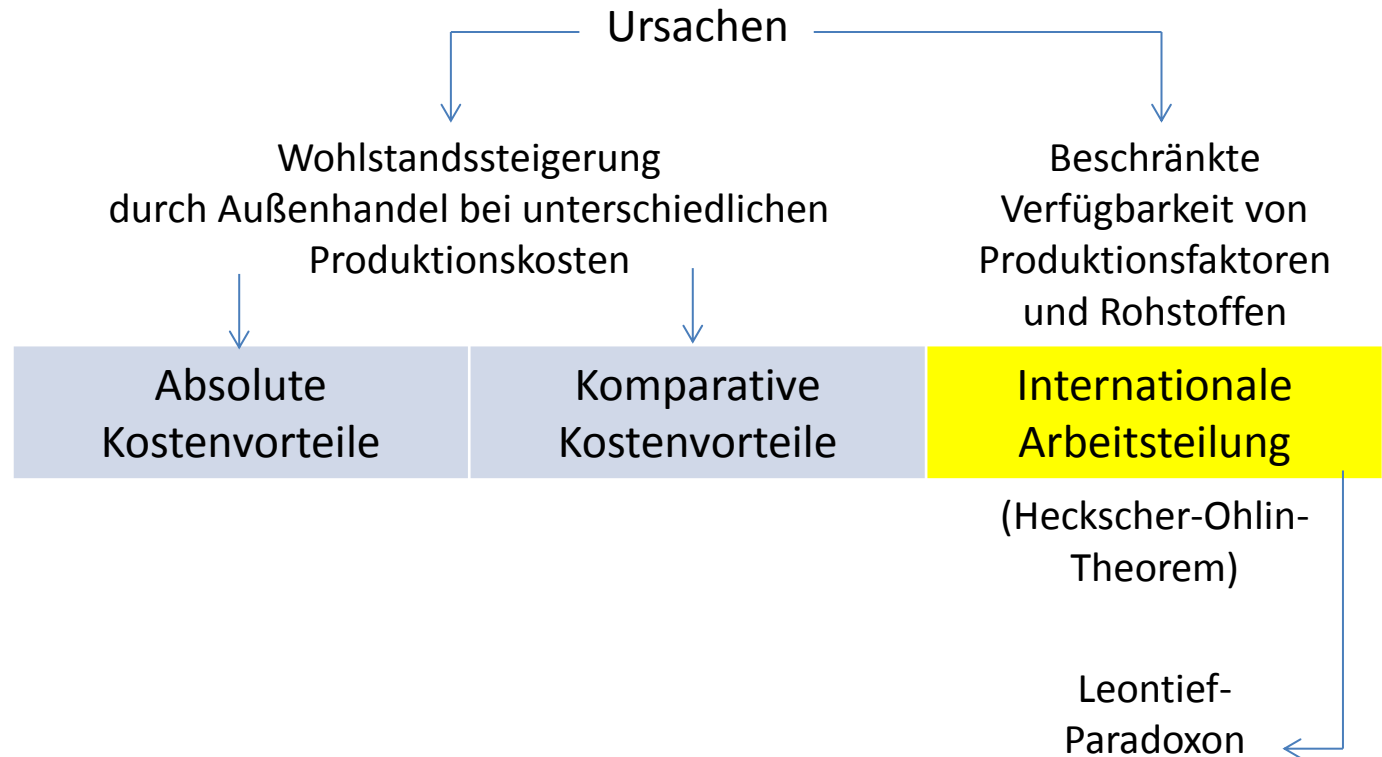 Ursachen
Wohlstandssteigerung
durch Außenhandel bei unterschiedlichen
Produktionskosten
Beschränkte
Verfügbarkeit von
Produktionsfaktoren
und Rohstoffen
Absolute
Kostenvorteile
Komparative
Kostenvorteile
Internationale
Arbeitsteilung
(Heckscher-Ohlin-
Theorem)
Leontief-
Paradoxon